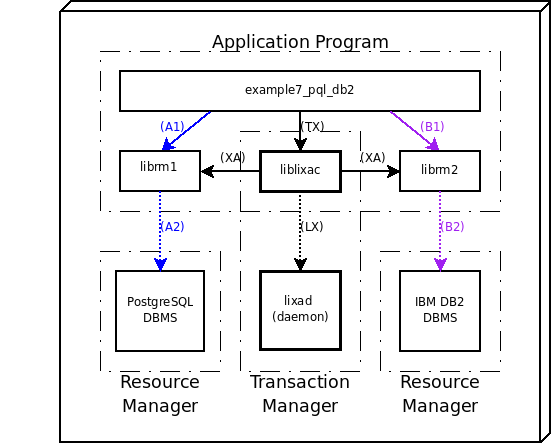 Application Program
example7_pql_db2
(A1)
(TX)
(B1)
librm1
(XA)
liblixac
(XA)
librm2
(A2)
(LX)
(B2)
PostgreSQL
DBMS
lixad
(daemon)
IBM DB2
DBMS
Resource
Manager
Transaction
Manager
Resource
Manager